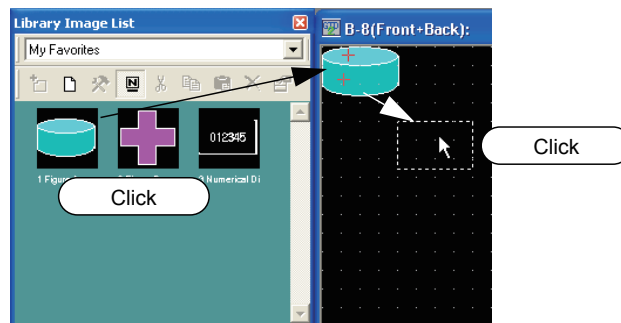 Library Image List
B-8(Front+Back):
My Favorites
N
012345
1 Figure
3 Numerical Di
Click
Click